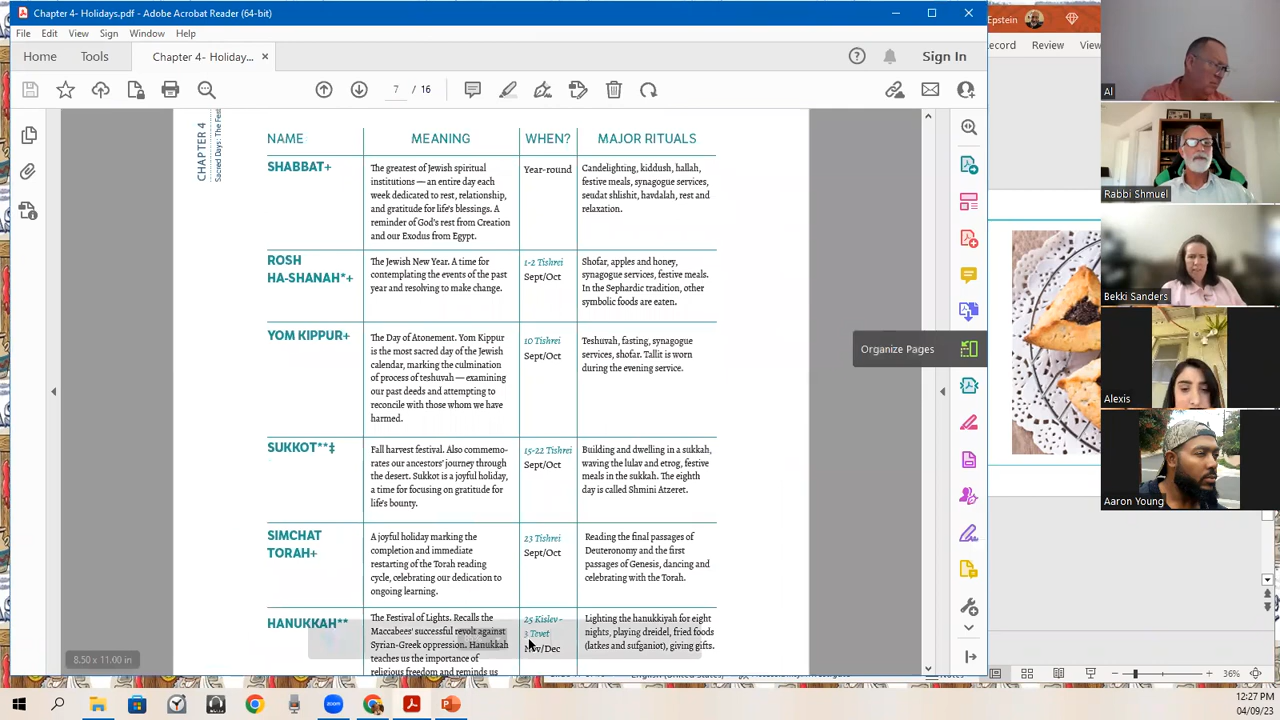 Chapter 4- Holidays.pdf - Adobe Acrobat Reader (64-bit)
File Edit View Sign Window Help
Home Tools Chapter 4- Holiday... × Sign In
7 / 16
CHAPTER 4
NAME MEANING WHEN? MAJOR RITUALS
SHABBAT+
The greatest of Jewish spiritual
institutions — an entire day each
week dedicated to rest, relationship,
and gratitude for life's blessings. A
reminder of God's rest from Creation
and our Exodus from Egypt.
Year-round
Candelighting, kiddush, hallah,
festive meals, synagogue services,
seudat shlishit, havdalah, rest and
relaxation.
ROSH
HA-SHANAH*+
The Jewish New Year. A time for
contemplating the events of the past
year and resolving to make change.
1-2 Tishrei
Sept/Oct
Shofar, apples and honey,
synagogue services, festive meals.
In the Sephardic tradition, other
symbolic foods are eaten.
YOM KIPPUR+
The Day of Atonement. Yom Kippur
is the most sacred day of the Jewish
calendar, marking the culmination
of process of teshuvah — examining
our past deeds and attempting to
reconcile with those whom we have
harmed.
10 Tishrei
Sept/Oct
Teshuvah, fasting, synagogue
services, shofar. Tallit is worn
during the evening service.
SUKKOT**‡
Fall harvest festival. Also commemo-
rates our ancestors' journey through
the desert. Sukkot is a joyful holiday,
a time for focusing on gratitude for
life's bounty.
15-22 Tishrei
Sept/Oct
Building and dwelling in a sukkah,
waving the lulav and etrog, festive
meals in the sukkah. The eighth
day is called Shmini Atzeret.
SIMCHAT
TORAH+
A joyful holiday marking the
completion and immediate
restarting of the Torah reading
cycle, celebrating our dedication to
ongoing learning.
23 Tishrei
Sept/Oct
Reading the final passages of
Deuteronomy and the first
passages of Genesis, dancing and
celebrating with the Torah.
HANUKKAH**
The Festival of Lights. Recalls the
Maccabees' successful revolt against
Syrian-Greek oppression. Hanukkah
teaches us the importance of
religious freedom and reminds us
25 Kislev -
3 Tevet
Nov/Dec
Lighting the hanukkiyah for eight
nights, playing dreidel, fried foods
(latkes and sufganiot), giving gifts.
8.50 x 11.00 in
Organize Pages
Epstein
ecord Review View
Al
Rabbi Shmuel
Bekki Sanders
Alexis
Aaron Young
36%
zoom
12:27 PM
04/09/23